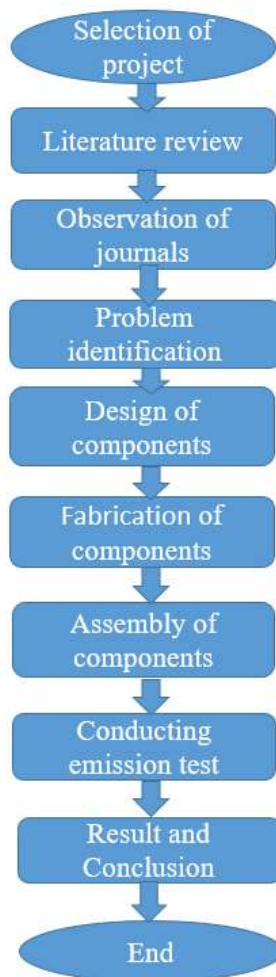 Selection of
project
Literature review
Observation of
journals
Problem
identification
Design of
components
Fabrication of
components
Assembly of
components
Conducting
emission test
Result and
Conclusion
End